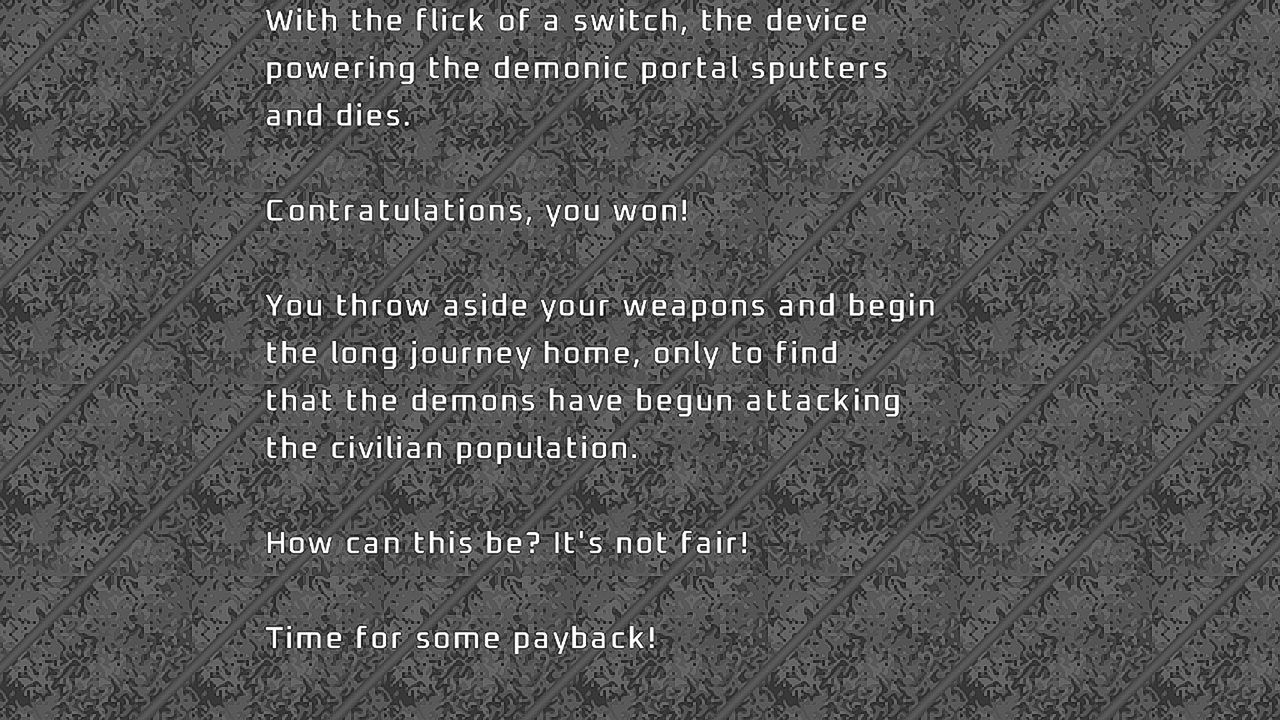 With the flick of a switch, the device
powering the demonic portal sputters
and dies.
Contratulations, you won!
You throw aside your weapons and begin
the long journey home, only to find
that the demons have begun attacking
the civilian population.
How can this be? It's not fair!
Time for some payback!